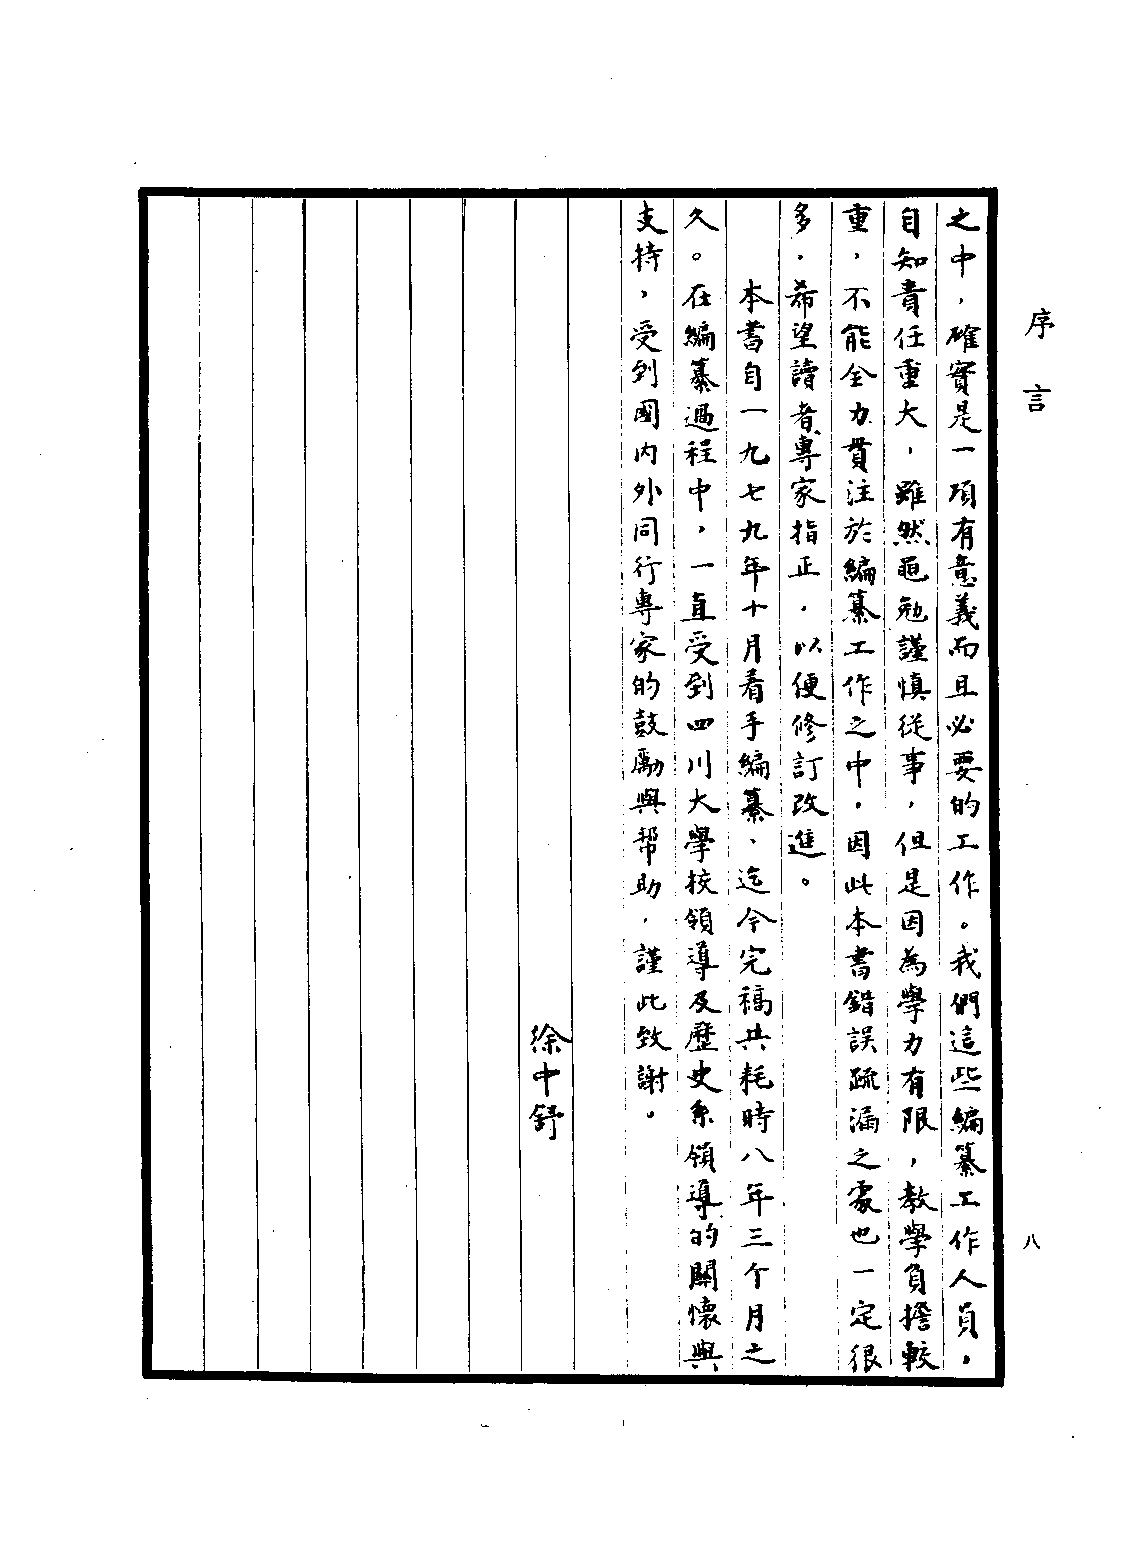 序言
八
之中，確實是一項有意義而且必要的工作。我們這些編纂工作人員，
自知責任重大，雖然黽勉謹慎從事，但是因為學力有限，教學負擔較
重，不能全力貫注於編纂工作之中，因此本書錯誤疏漏之處也一定很
多，希望讀者、專家指正，以便修訂改進。
本書自一九七九年十月着手編纂、迄今完稿共耗時八年三个月之
久。在編纂過程中，一直受到四川大學校領導及歷史系領導的關懷與
支持，受到國內外同行專家的鼓勵與帮助，謹此致謝。
徐中舒